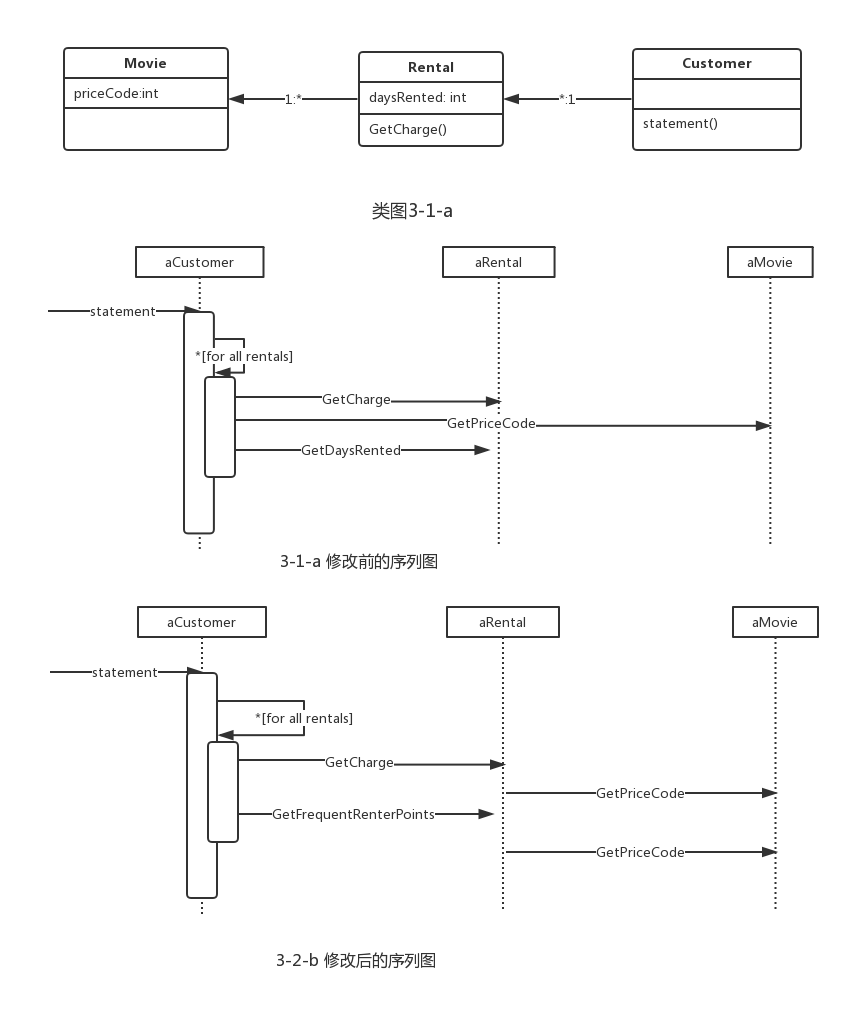 Movie
priceCode:int
1:*
Rental
daysRented: int
GetCharge()
*:1
Customer
statement()
类图3-1-a
aCustomer
aRental
aMovie
statement
*[for all rentals]
GetCharge
GetPriceCode
GetDaysRented
3-1-a 修改前的序列图
aCustomer
aRental
aMovie
statement
*[for all rentals]
GetCharge
GetPriceCode
GetFrequentRenterPoints
GetPriceCode
3-2-b 修改后的序列图